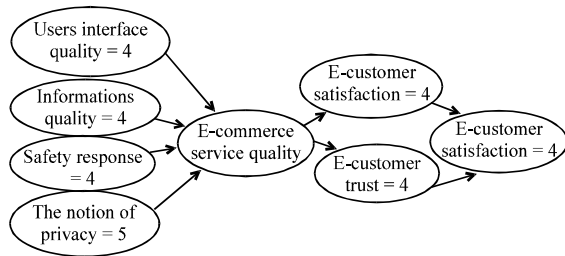 Users interface
quality = 4
Informations
quality = 4
Safety response
= 4
The notion of
privacy = 5
E-commerce
service quality
E-customer
satisfaction = 4
E-customer
trust = 4
E-customer
satisfaction = 4